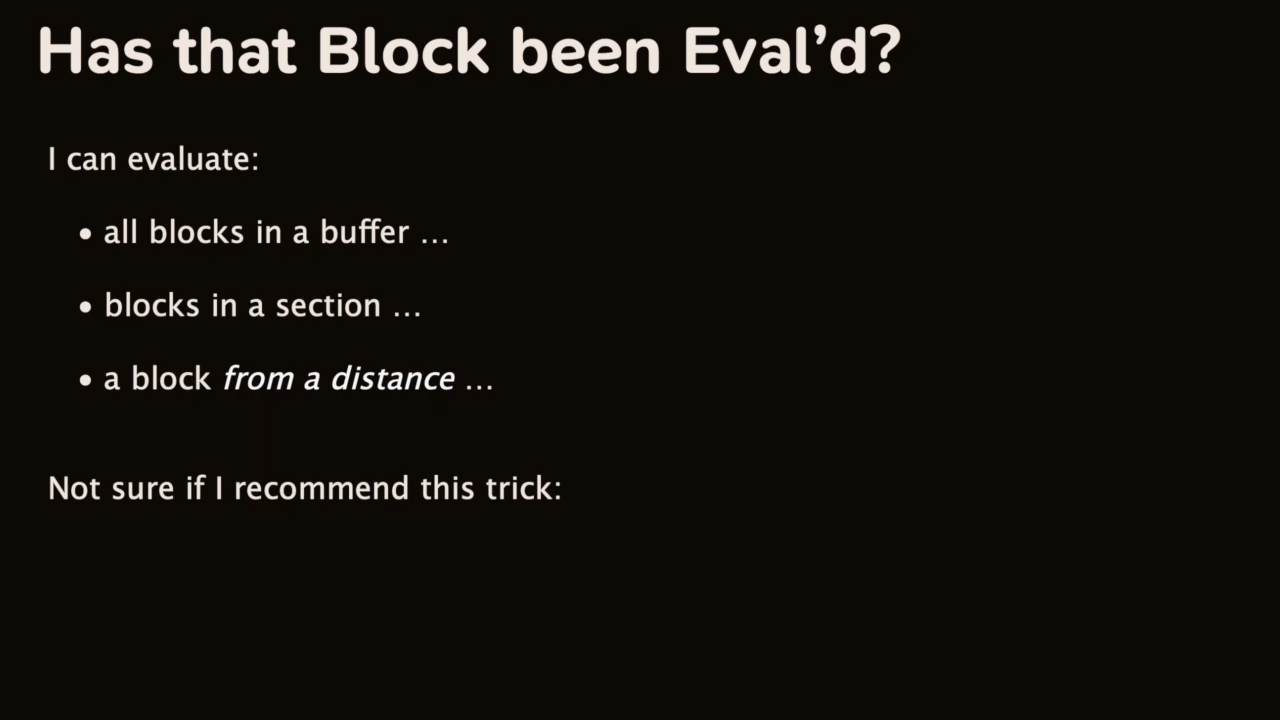 Has that Block been Eval’d?
I can evaluate:
• all blocks in a buffer …
• blocks in a section …
• a block from a distance …
Not sure if I recommend this trick: